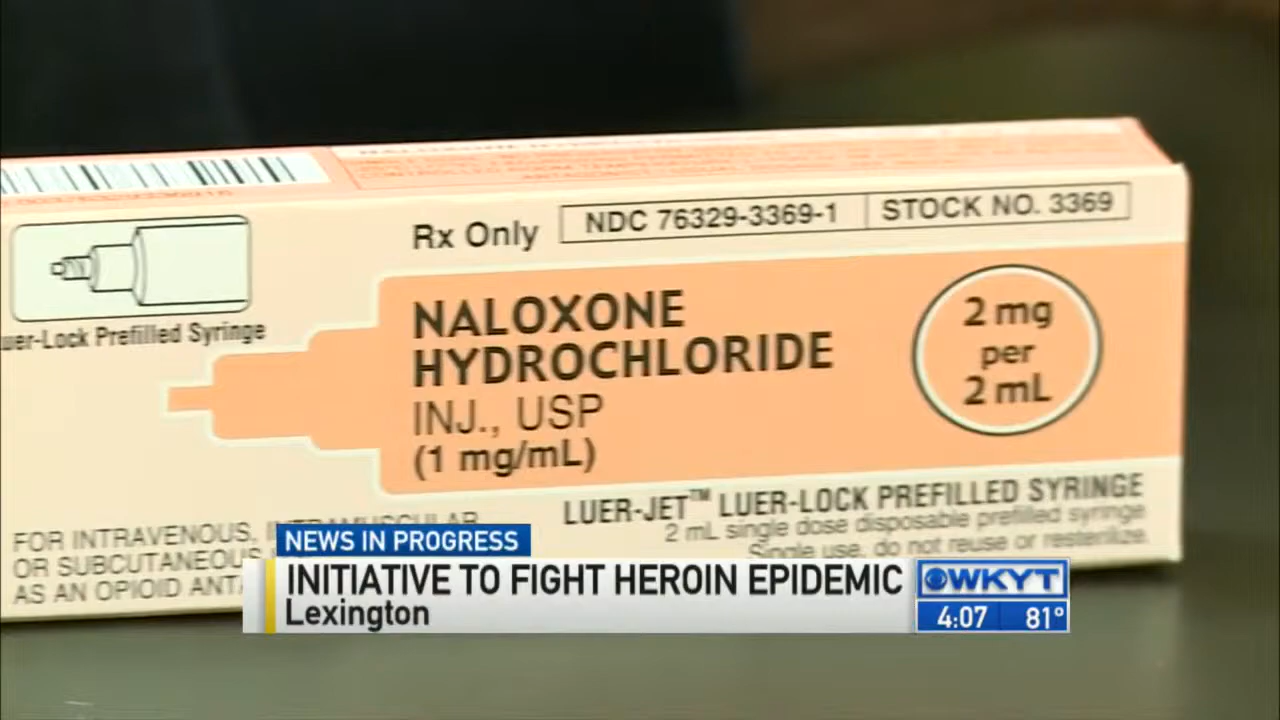 Rx Only
NDC 76329-3369-1
STOCK NO. 3369
uer-Lock Prefilled Syringe
NALOXONE
HYDROCHLORIDE
INJ., USP
(1 mg/mL)
2 mg
per
2 mL
LUER-JET™ LUER-LOCK PREFILLED SYRINGE
2 mL single dose disposable prefilled syringe
Single use, do not reuse or resterilize.
FOR INTRAVENOUS, INTRAMUSCULAR
OR SUBCUTANEOUS
AS AN OPIOID ANTA
NEWS IN PROGRESS
INITIATIVE TO FIGHT HEROIN EPIDEMIC
Lexington
WKYT
4:07 81°